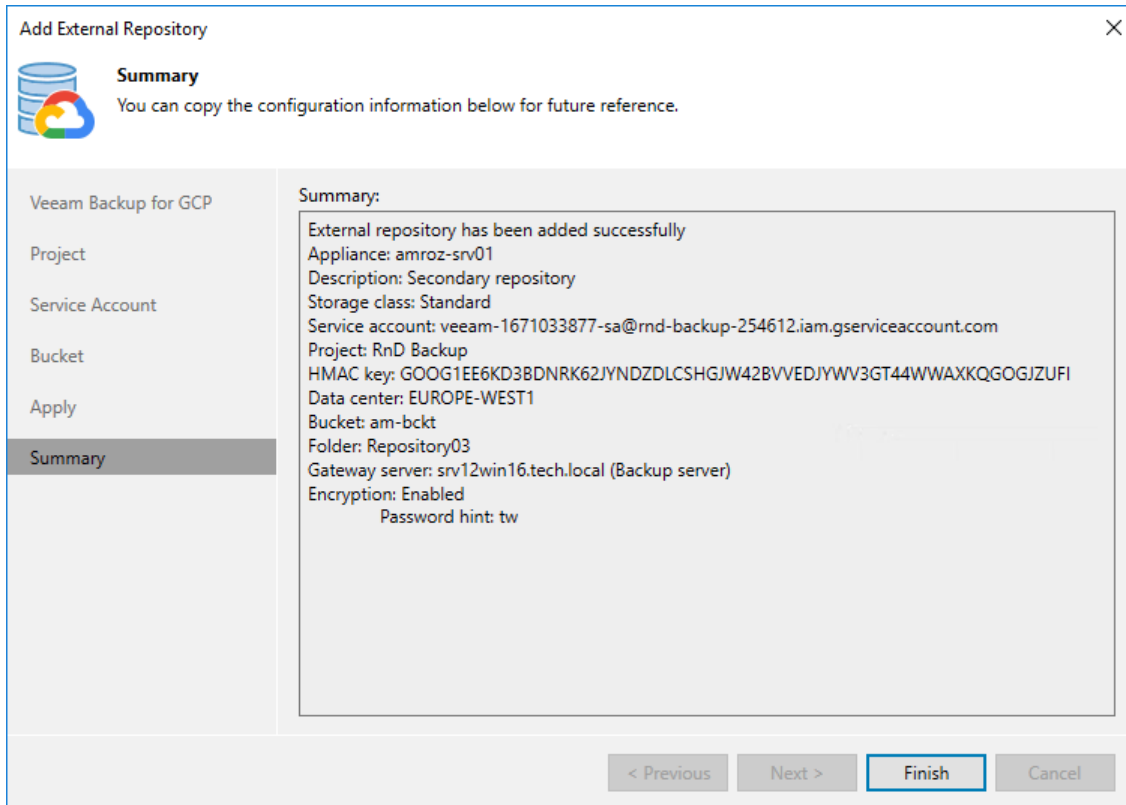 Add External Repository
Summary
You can copy the configuration information below for future reference.
Veeam Backup for GCP
Project
Service Account
Bucket
Apply
Summary
Summary:
External repository has been added successfully
Appliance: amroz-srv01
Description: Secondary repository
Storage class: Standard
Service account: veeam-1671033877-sa@rnd-backup-254612.iam.gserviceaccount.com
Project: RnD Backup
HMAC key: GOOG1EE6KD3BDNRK62JYNDZDLCSHGJW42BVVEDJYWV3GT44WWAXKQGOGJZUFI
Data center: EUROPE-WEST1
Bucket: am-bckt
Folder: Repository03
Gateway server: srv12win16.tech.local (Backup server)
Encryption: Enabled
Password hint: tw
< Previous
Next >
Finish
Cancel